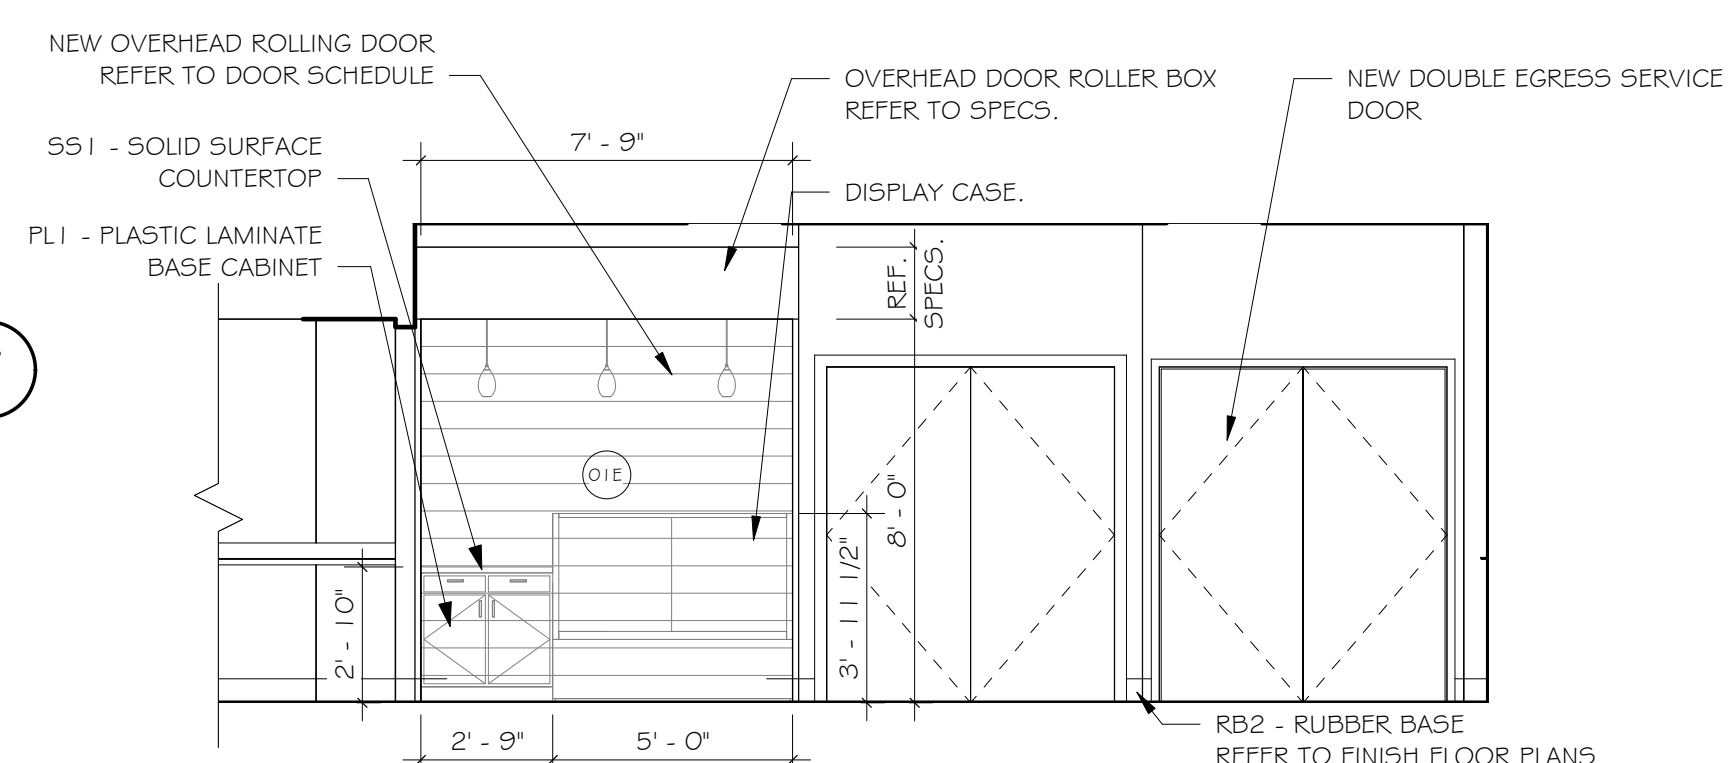 NEW OVERHEAD ROLLING DOOR
REFER TO DOOR SCHEDULE
OVERHEAD DOOR ROLLER BOX
REFER TO SPECS.
NEW DOUBLE EGRESS SERVICE
DOOR
7' - 9"
SS1 - SOLID SURFACE
COUNTERTOP
DISPLAY CASE.
PL1 - PLASTIC LAMINATE
BASE CABINET
REF.
SPECS.
01E
8' - 0"
3' - 11 1/2"
2' - 10"
2' - 9"
5' - 0"
RB2 - RUBBER BASE
REFER TO FINISH FLOOR PLANS